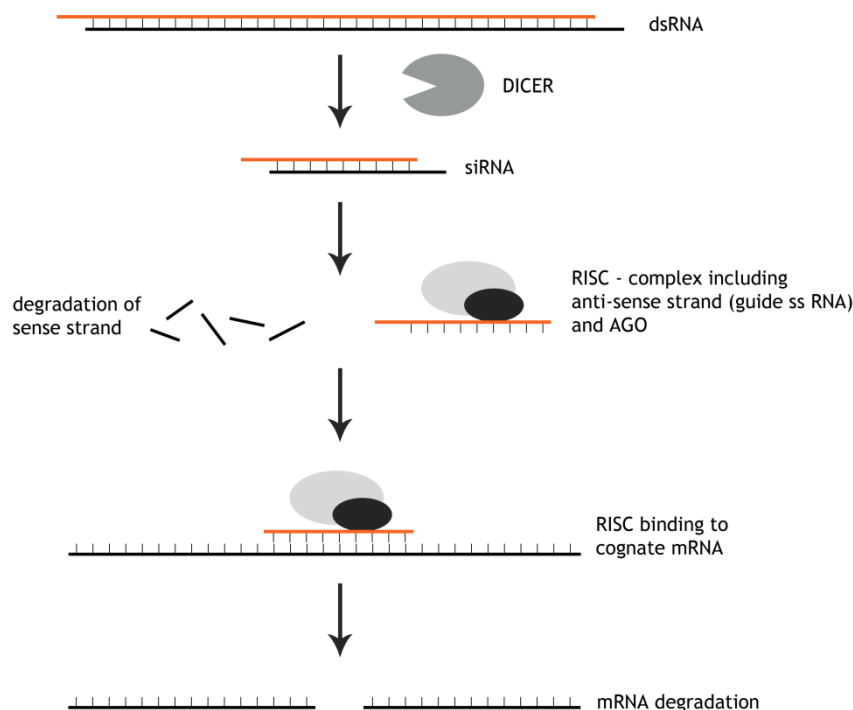 dsRNA
DICER
siRNA
degradation of
sense strand
RISC - complex including
anti-sense strand (guide ss RNA)
and AGO
RISC binding to
cognate mRNA
mRNA degradation